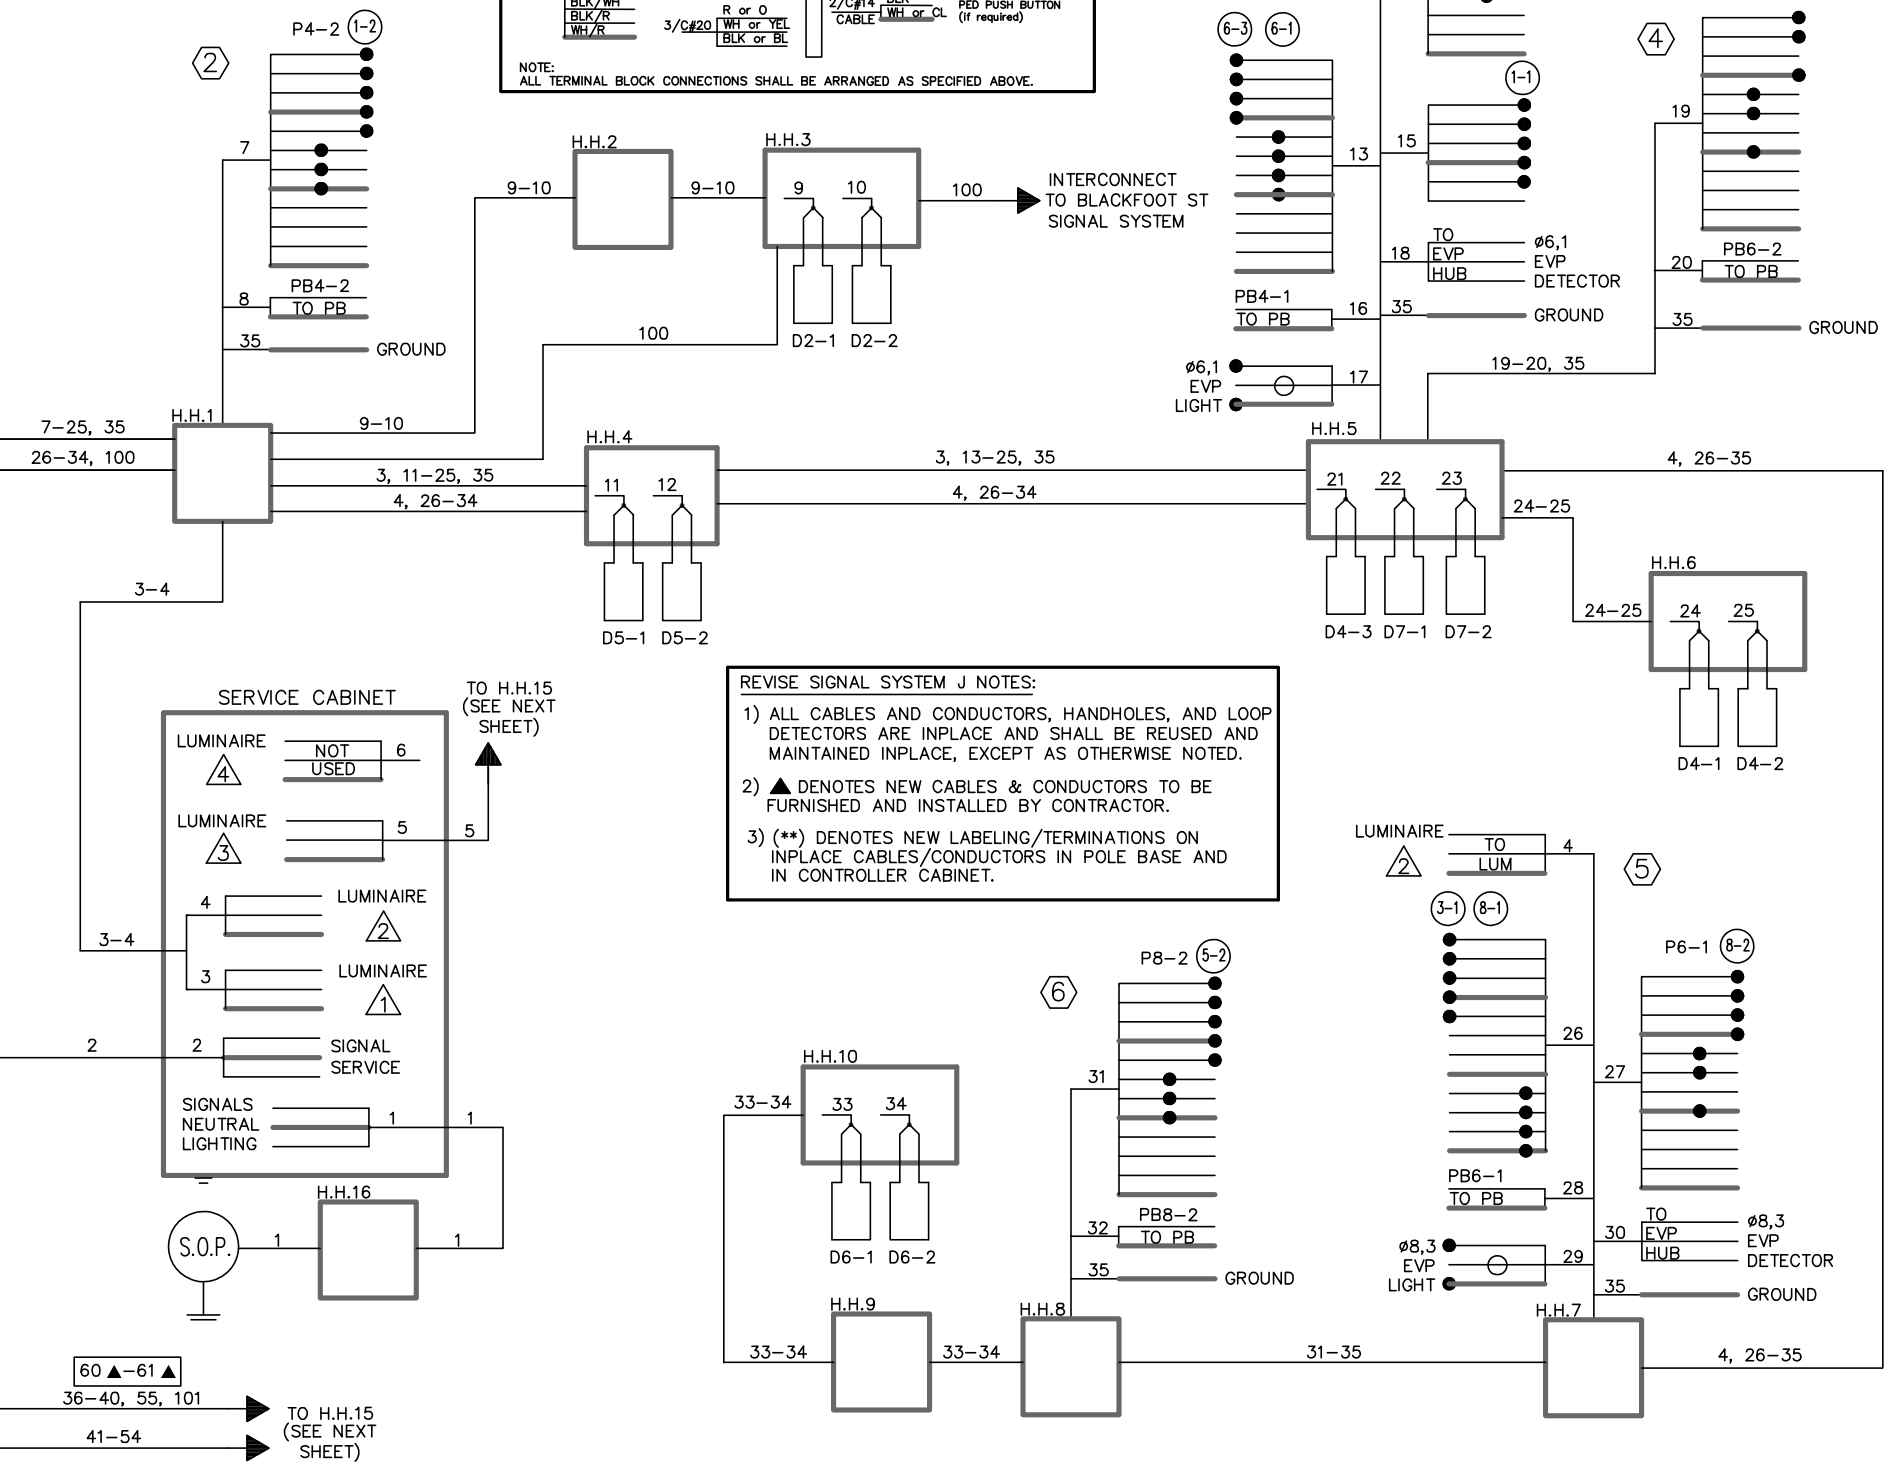 BLK/WH
BLK/R
WH/R
R or O
3/C#20 WH or YEL
BLK or BL
2/C#14
CABLE
WH or CL
PED PUSH BUTTON
(if required)
NOTE:
ALL TERMINAL BLOCK CONNECTIONS SHALL BE ARRANGED AS SPECIFIED ABOVE.
2
P4-2 1-2
7
8
PB4-2
TO PB
35
GROUND
H.H.2
9-10
9-10
H.H.3
9 10
D2-1 D2-2
100
INTERCONNECT
TO BLACKFOOT ST
SIGNAL SYSTEM
100
6-3 6-1
13
PB4-1
TO PB
16
ø6,1
EVP
LIGHT
17
1-1
15
18
TO
EVP
HUB
ø6,1
EVP
DETECTOR
35
GROUND
4
19
20
PB6-2
TO PB
35
GROUND
19-20, 35
7-25, 35
26-34, 100
H.H.1
9-10
3, 11-25, 35
4, 26-34
H.H.4
11 12
D5-1 D5-2
3, 13-25, 35
4, 26-34
H.H.5
21 22 23
D4-3 D7-1 D7-2
4, 26-35
24-25
24-25
H.H.6
24 25
D4-1 D4-2
3-4
SERVICE CABINET
TO H.H.15
(SEE NEXT
SHEET)
LUMINAIRE
4
NOT
USED
6
LUMINAIRE
3
5
5
4
LUMINAIRE
2
3-4
3
LUMINAIRE
1
2
2
SIGNAL
SERVICE
SIGNALS
NEUTRAL
LIGHTING
1
1
H.H.16
S.O.P.
1
1
60 ▲-61 ▲
36-40, 55, 101
41-54
TO H.H.15
(SEE NEXT
SHEET)
REVISE SIGNAL SYSTEM J NOTES:
1) ALL CABLES AND CONDUCTORS, HANDHOLES, AND LOOP
DETECTORS ARE INPLACE AND SHALL BE REUSED AND
MAINTAINED INPLACE, EXCEPT AS OTHERWISE NOTED.
2) ▲ DENOTES NEW CABLES & CONDUCTORS TO BE
FURNISHED AND INSTALLED BY CONTRACTOR.
3) (**) DENOTES NEW LABELING/TERMINATIONS ON
INPLACE CABLES/CONDUCTORS IN POLE BASE AND
IN CONTROLLER CABINET.
H.H.10
33-34
33 34
D6-1 D6-2
6
P8-2 5-2
31
32
PB8-2
TO PB
35
GROUND
H.H.9
33-34
33-34
H.H.8
31-35
H.H.7
4, 26-35
LUMINAIRE
2
TO
LUM
4
5
3-1 8-1
26
PB6-1
TO PB
28
ø8,3
EVP
LIGHT
29
P6-1 8-2
27
30
TO
EVP
HUB
ø8,3
EVP
DETECTOR
35
GROUND